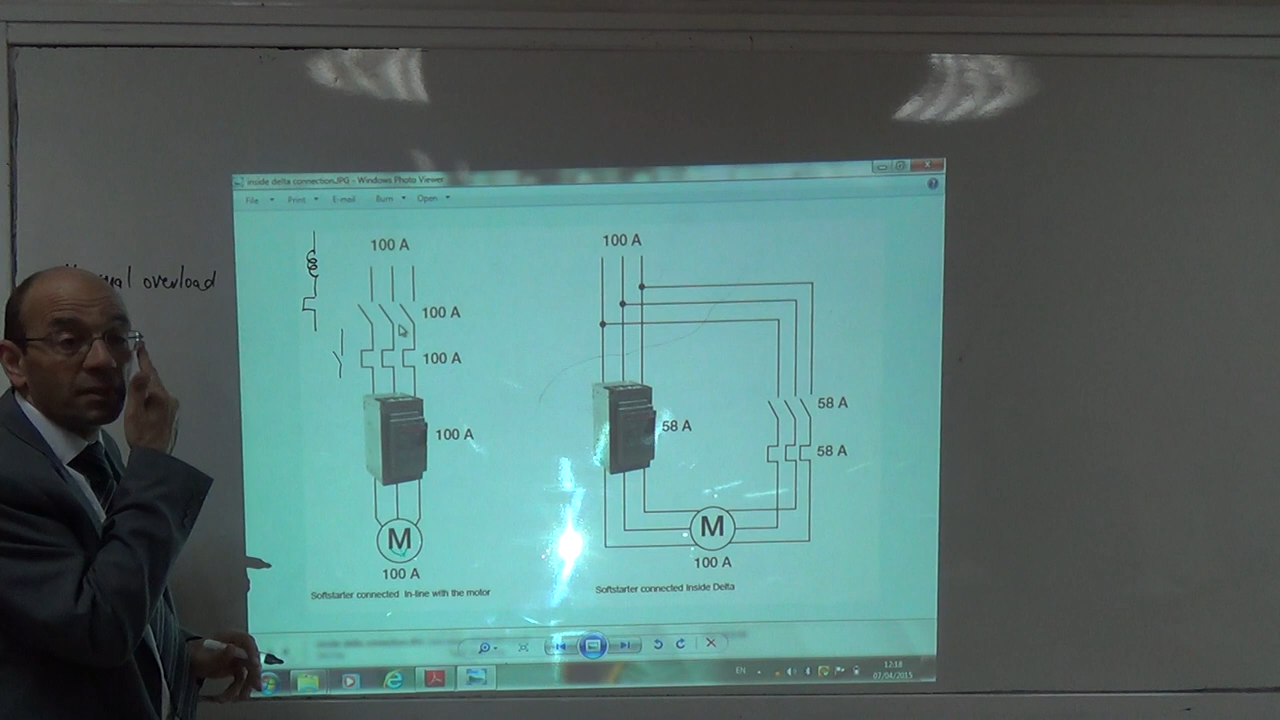 inside delta connection.JPG - Windows Photo Viewer
File Print E-mail Burn Open
overload
100 A
100 A
100 A
100 A
M
100 A
Softstarter connected In-line with the motor
100 A
58 A
58 A
58 A
M
100 A
Softstarter connected Inside Delta
EN
12:18
07/04/2015